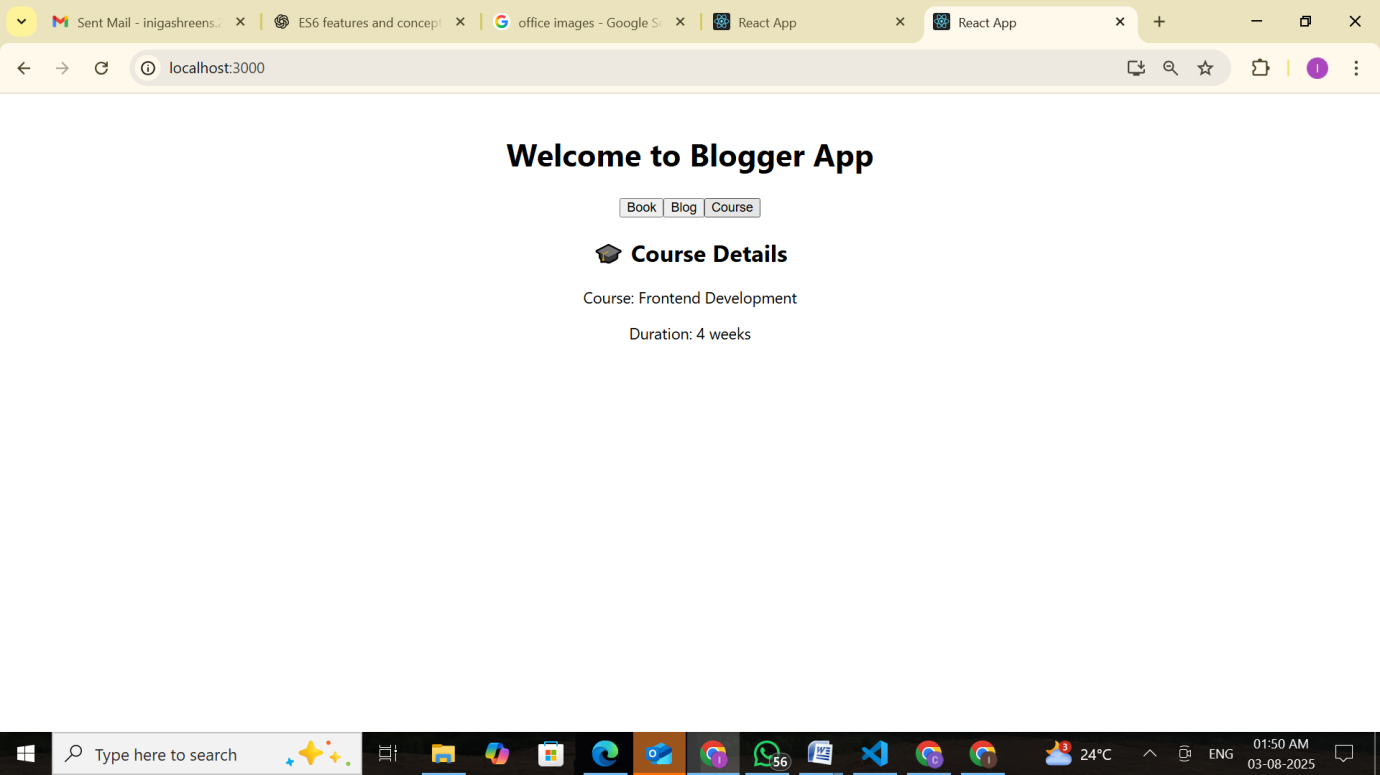 Sent Mail - inigashreens.2
ES6 features and concept
office images - Google Se
React App
React App
localhost:3000
I
Welcome to Blogger App
Book Blog Course
🎓 Course Details
Course: Frontend Development
Duration: 4 weeks
Type here to search
56
3
24°C
ENG
01:50 AM
03-08-2025